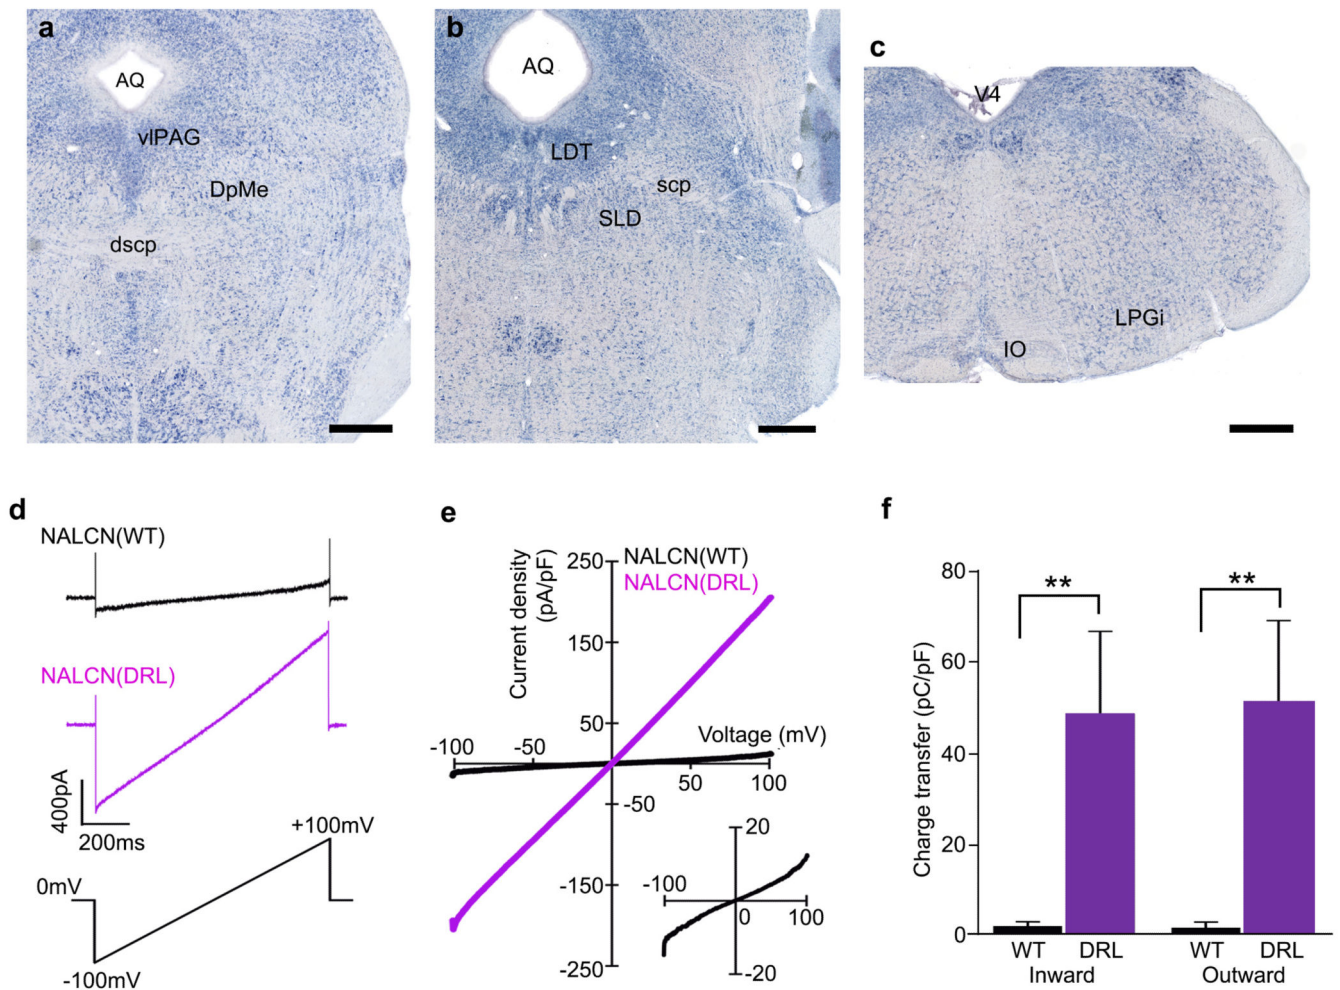 a
AQ
vlPAG
DpMe
dscp
b
AQ
LDT
scp
SLD
c
V4
LPGi
IO
d
NALCN(WT)
NALCN(DRL)
400pA
200ms
+100mV
0mV
-100mV
e
NALCN(WT)
NALCN(DRL)
Current density
(pA/pF)
250
150
50
Voltage (mV)
-100
-50
50
100
-50
-150
-250
20
-100
0
100
-20
f
**
**
Charge transfer (pC/pF)
80
60
40
20
0
WT
DRL
WT
DRL
Inward
Outward